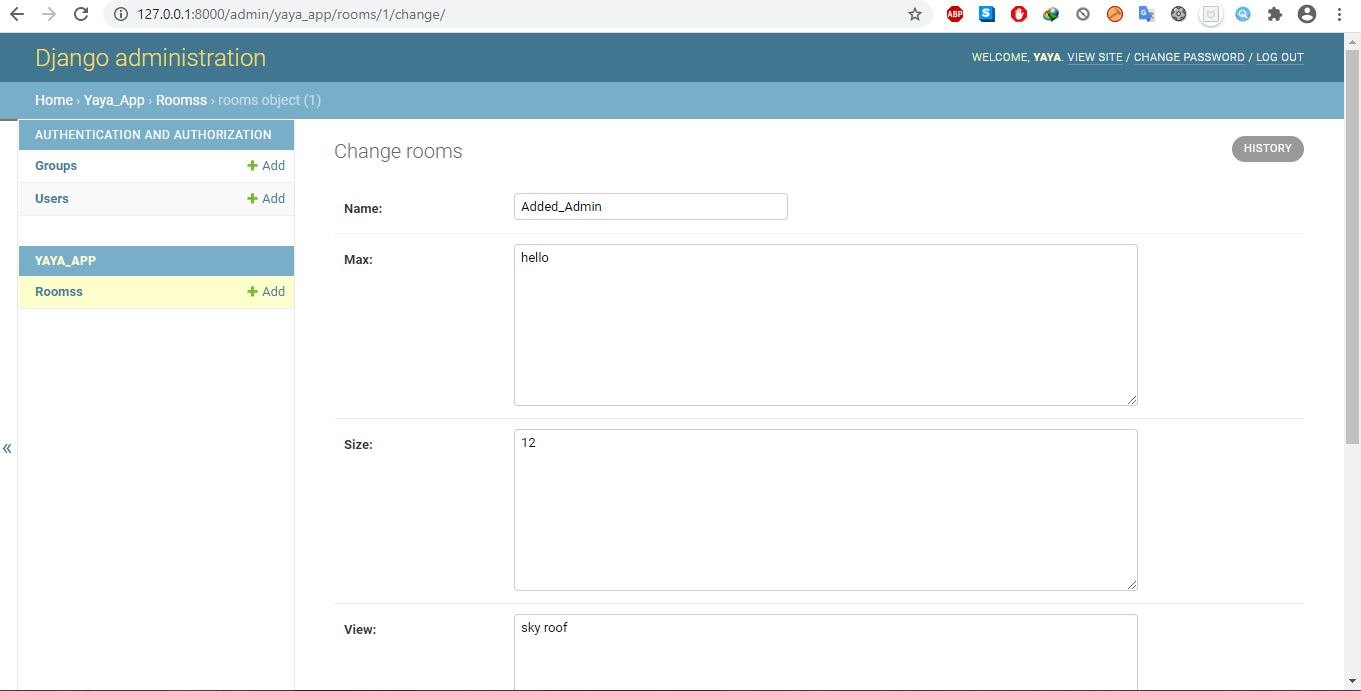 127.0.0.1:8000/admin/yaya_app/rooms/1/change/
ABP
S
Django administration
WELCOME, YAYA. VIEW SITE / CHANGE PASSWORD / LOG OUT
Home › Yaya_App › Roomss › rooms object (1)
AUTHENTICATION AND AUTHORIZATION
Groups + Add
Users + Add
YAYA_APP
Roomss + Add
«
Change rooms
HISTORY
Name: Added_Admin
Max: hello
Size: 12
View: sky roof